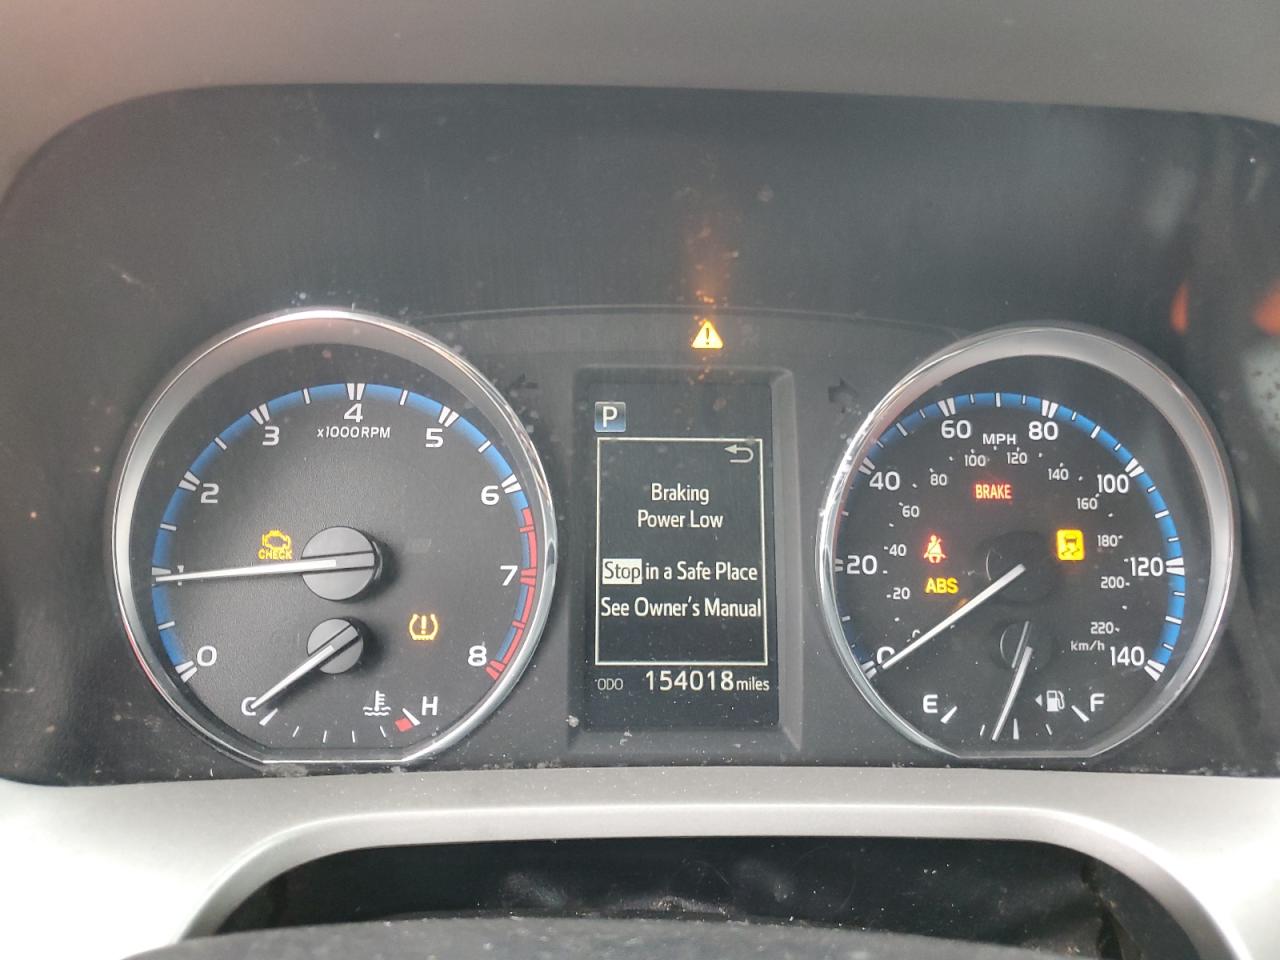 P
Braking
Power Low
Stop in a Safe Place
See Owner's Manual
ODO 154018 miles
0
1
2
3
4
5
6
7
8
x1000RPM
CHECK
C
H
0
20
40
60
80
100
120
140
MPH
20
40
60
80
100
120
140
160
180
200
220
km/h
BRAKE
ABS
E
F